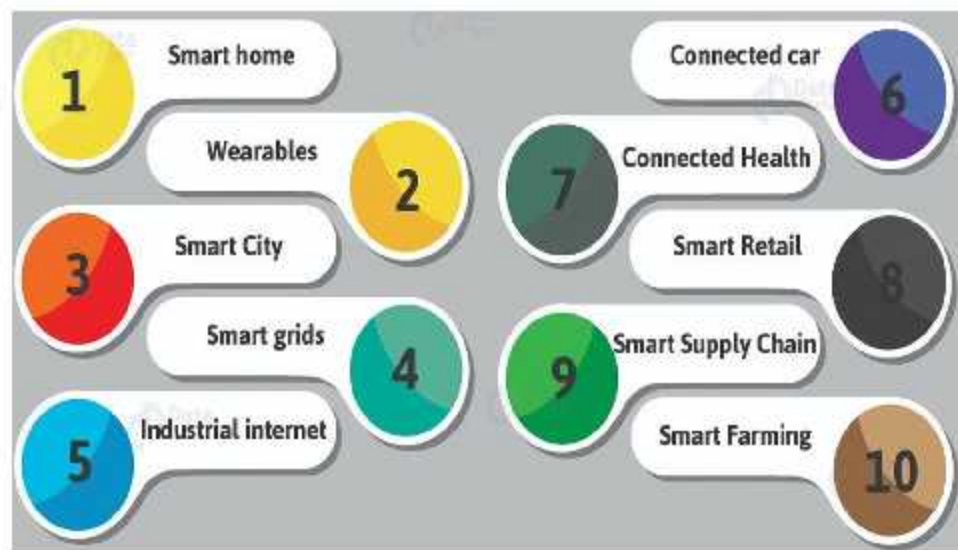 1
Smart home
Wearables
2
3
Smart City
Smart grids
4
5
Industrial internet
Connected car
6
7
Connected Health
Smart Retail
8
9
Smart Supply Chain
Smart Farming
10